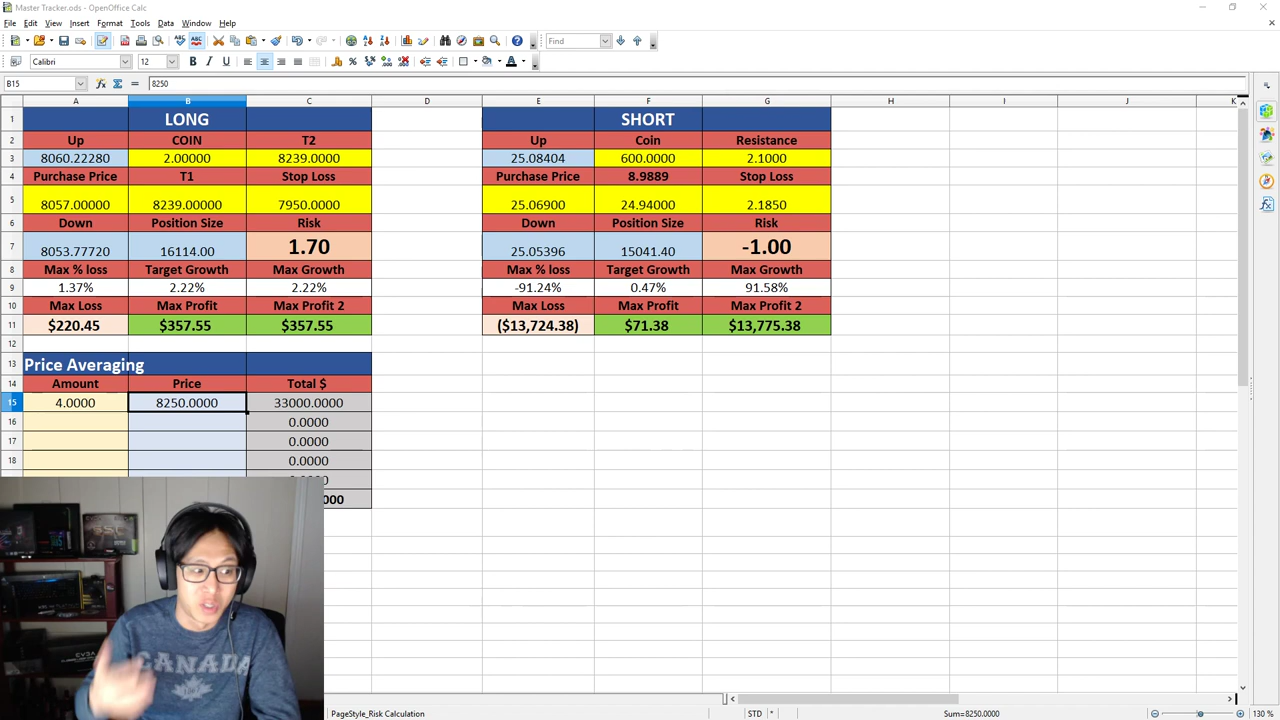 Master Tracker.ods - OpenOffice Calc
File Edit View Insert Format Tools Data Window Help
Find
Calibri 12
B15 8250
A B C D E F G H I J K
1 LONG SHORT
2 Up COIN T2 Up Coin Resistance
3 8060.22280 2.00000 8239.0000 25.08404 600.0000 2.1000
4 Purchase Price T1 Stop Loss Purchase Price 8.9889 Stop Loss
5 8057.00000 8239.00000 7950.0000 25.06900 24.94000 2.1850
6 Down Position Size Risk Down Position Size Risk
7 8053.77720 16114.00 1.70 25.05396 15041.40 -1.00
8 Max % loss Target Growth Max Growth Max % loss Target Growth Max Growth
9 1.37% 2.22% 2.22% -91.24% 0.47% 91.58%
10 Max Loss Max Profit Max Profit 2 Max Loss Max Profit Max Profit 2
11 $220.45 $357.55 $357.55 ($13,724.38) $71.38 $13,775.38
12
13 Price Averaging
14 Amount Price Total $
15 4.0000 8250.0000 33000.0000
16 0.0000
17 0.0000
18 0.0000
CANADA
EVGA
PageStyle_Risk Calculation STD * Sum=8250.0000 130 %